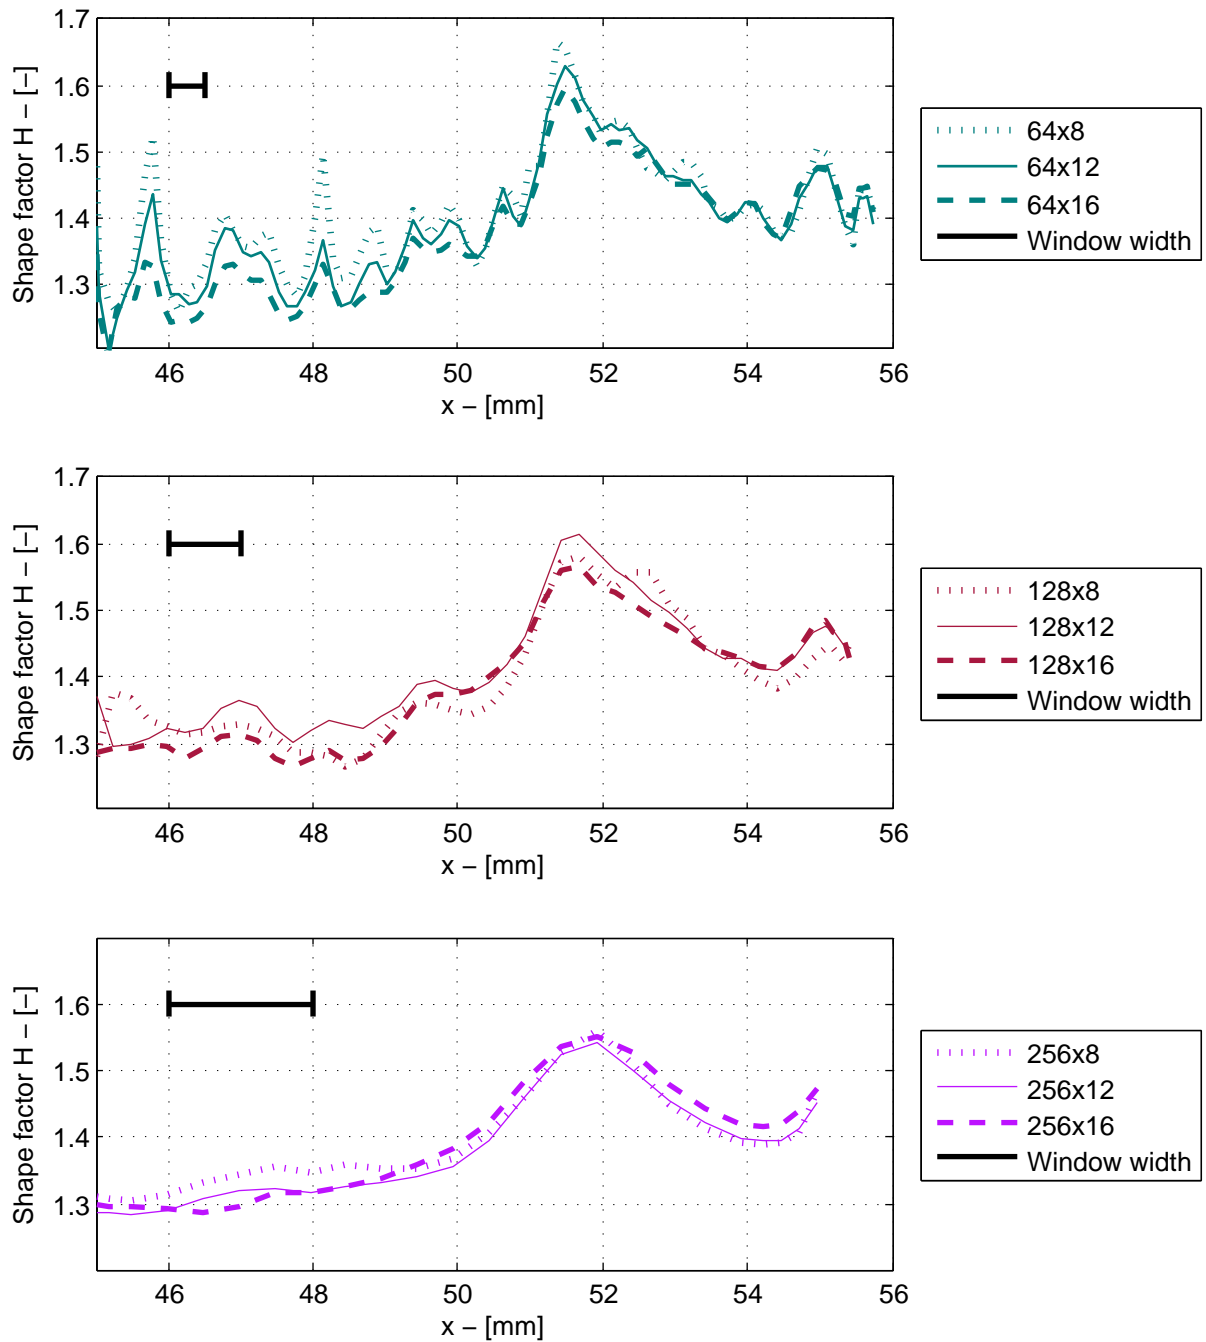 1.7
1.6
1.5
1.4
1.3
Shape factor H – [–]
46 48 50 52 54 56
x – [mm]
64x8
64x12
64x16
Window width
1.7
1.6
1.5
1.4
1.3
Shape factor H – [–]
46 48 50 52 54 56
x – [mm]
128x8
128x12
128x16
Window width
1.6
1.5
1.4
1.3
Shape factor H – [–]
46 48 50 52 54 56
x – [mm]
256x8
256x12
256x16
Window width